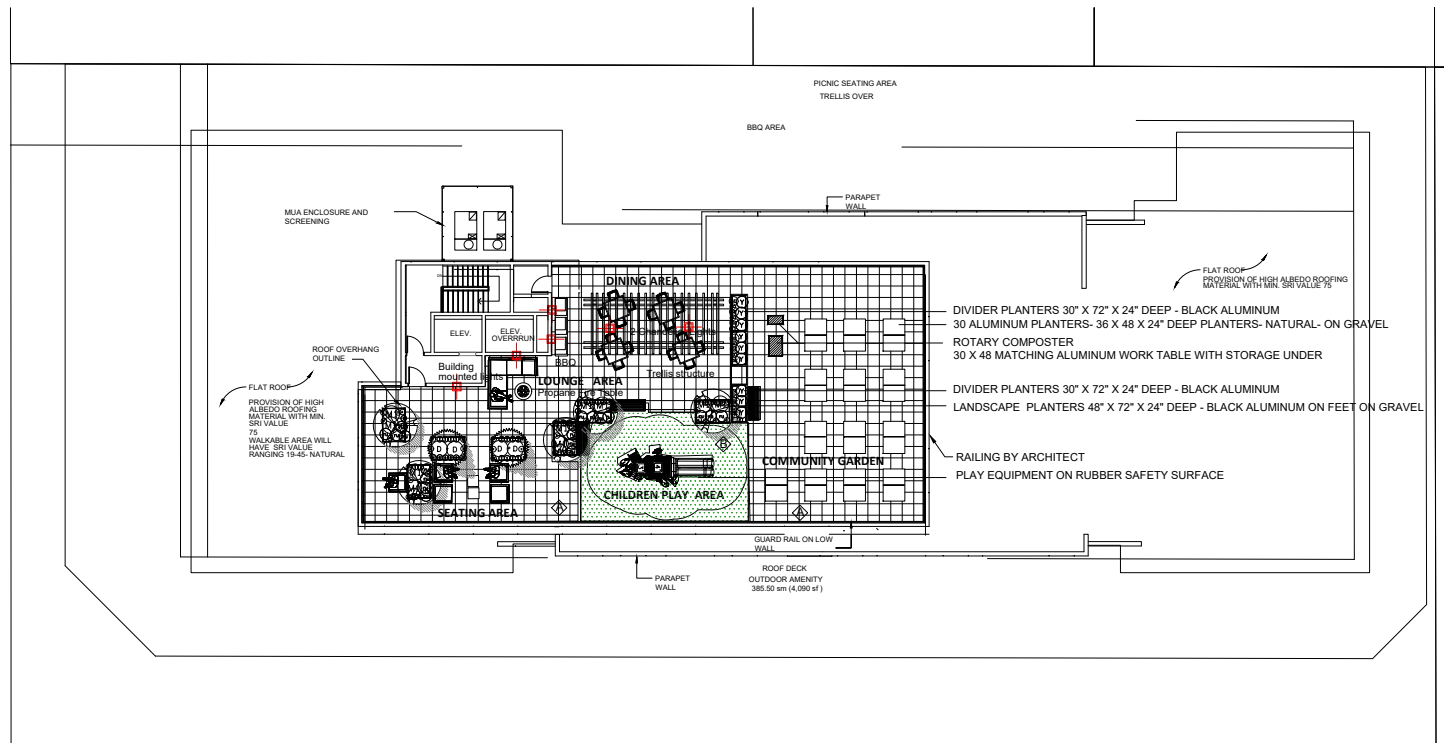 PICNIC SEATING AREA
TRELLIS OVER
BBQ AREA
PARAPET
WALL
MUA ENCLOSURE AND
SCREENING
FLAT ROOF
PROVISION OF HIGH ALBEDO ROOFING
MATERIAL WITH MIN. SRI VALUE 75
DINING AREA
DIVIDER PLANTERS 30" X 72" X 24" DEEP - BLACK ALUMINUM
30 ALUMINUM PLANTERS- 36 X 48 X 24" DEEP PLANTERS- NATURAL- ON GRAVEL
ROTARY COMPOSTER
30 X 48 MATCHING ALUMINUM WORK TABLE WITH STORAGE UNDER
ELEV.
ELEV.
OVERRRUN
BBQ
Building
mounted lights
Trellis structure
LOUNGE AREA
Propane Fire Table
ROOF OVERHANG
OUTLINE
DIVIDER PLANTERS 30" X 72" X 24" DEEP - BLACK ALUMINUM
LANDSCAPE PLANTERS 48" X 72" X 24" DEEP - BLACK ALUMINUM ON FEET ON GRAVEL
FLAT ROOF
PROVISION OF HIGH
ALBEDO ROOFING
MATERIAL WITH MIN.
SRI VALUE
75
WALKABLE AREA WILL
HAVE SRI VALUE
RANGING 19-45- NATURAL
D D
D D
B
COMMUNITY GARDEN
RAILING BY ARCHITECT
PLAY EQUIPMENT ON RUBBER SAFETY SURFACE
CHILDREN PLAY AREA
SEATING AREA
A
A
GUARD RAIL ON LOW
WALL
PARAPET
WALL
ROOF DECK
OUTDOOR AMENITY
385.50 sm (4,090 sf )